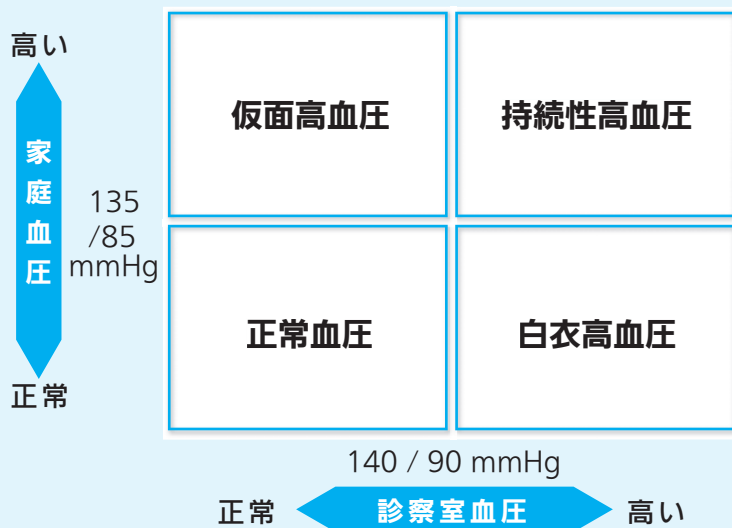 高い
家庭血圧
135
/85
mmHg
正常
仮面高血圧
持続性高血圧
正常血圧
白衣高血圧
140 / 90 mmHg
正常
診察室血圧
高い